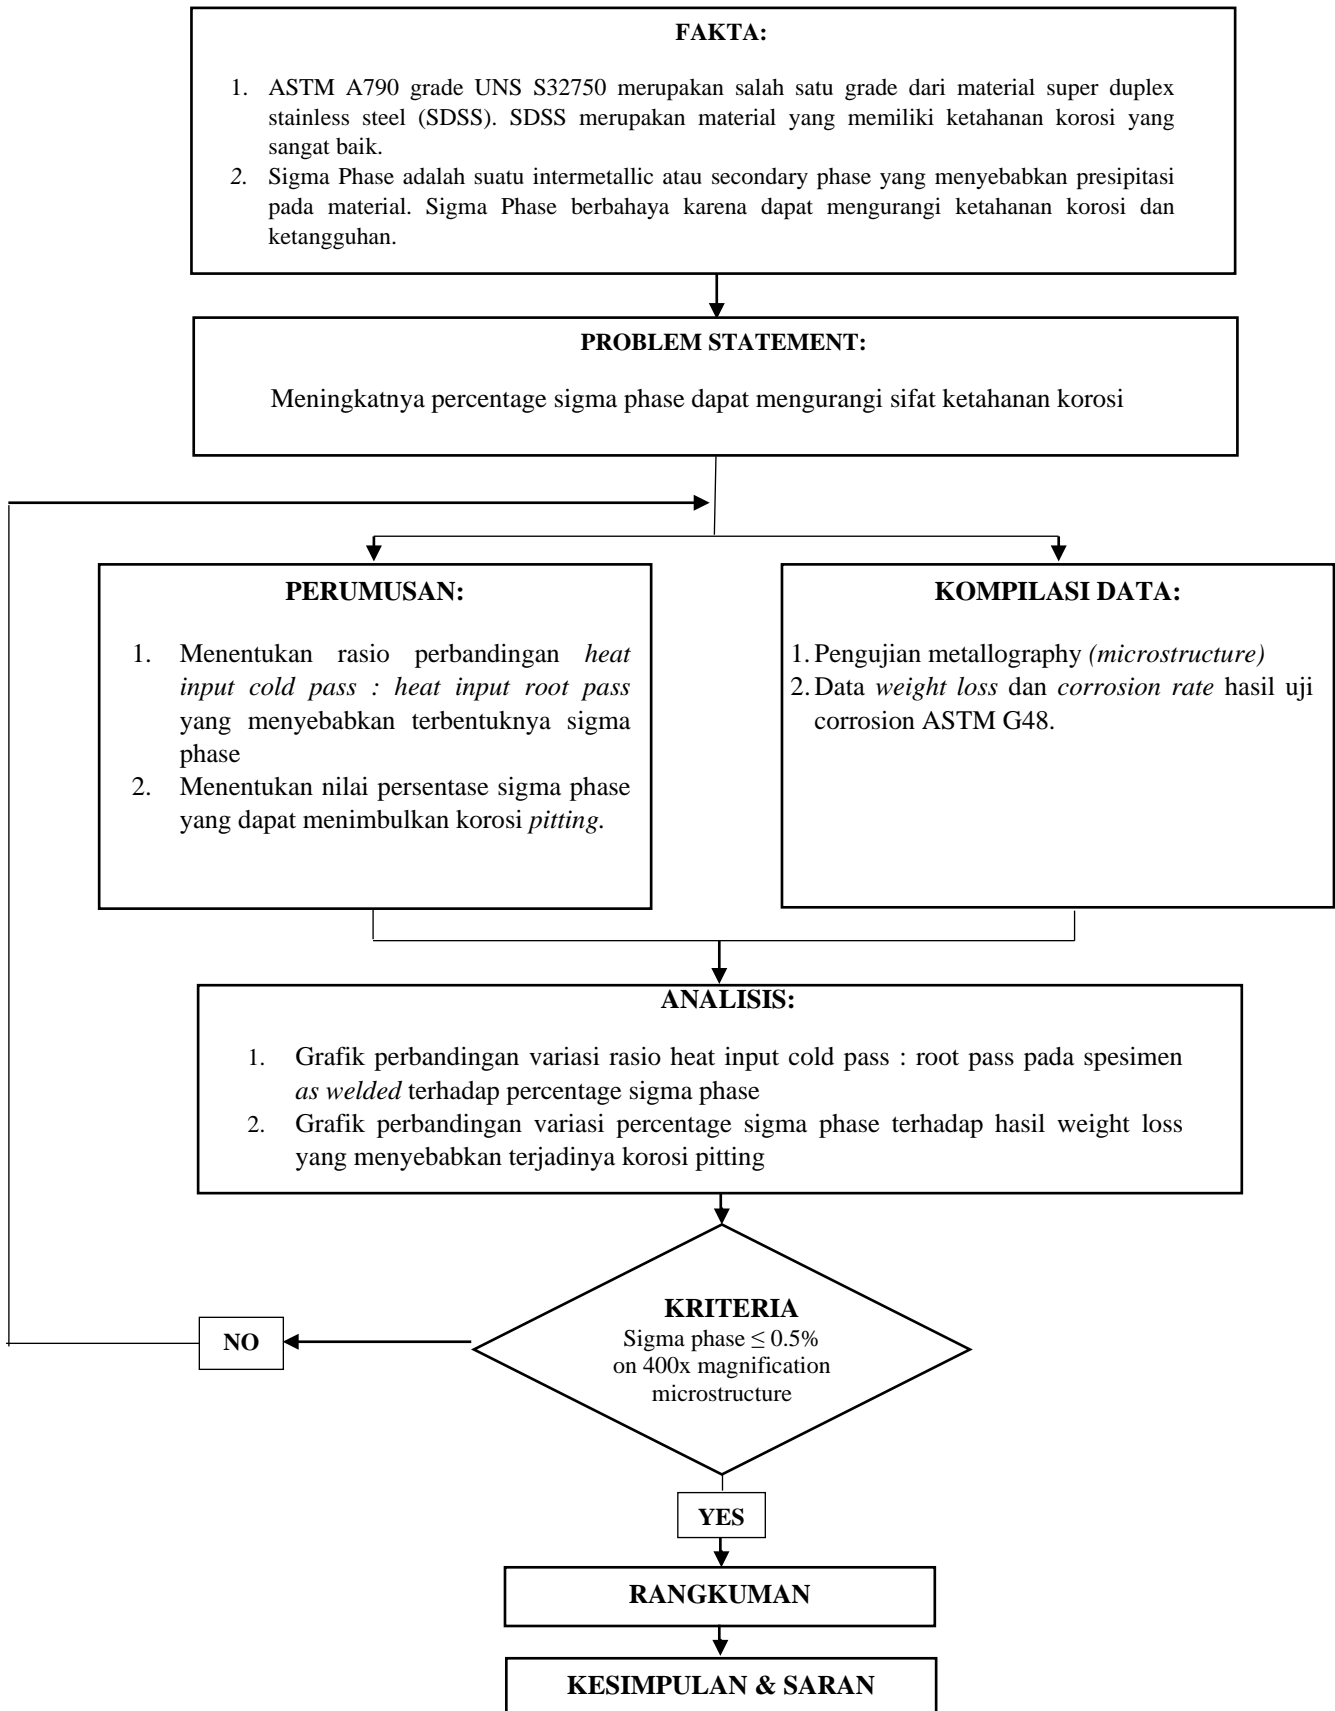 FAKTA:
1. ASTM A790 grade UNS S32750 merupakan salah satu grade dari material super duplex
stainless steel (SDSS). SDSS merupakan material yang memiliki ketahanan korosi yang
sangat baik.
2. Sigma Phase adalah suatu intermetallic atau secondary phase yang menyebabkan presipitasi
pada material. Sigma Phase berbahaya karena dapat mengurangi ketahanan korosi dan
ketangguhan.
PROBLEM STATEMENT:
Meningkatnya percentage sigma phase dapat mengurangi sifat ketahanan korosi
PERUMUSAN:
1. Menentukan rasio perbandingan heat
input cold pass : heat input root pass
yang menyebabkan terbentuknya sigma
phase
2. Menentukan nilai persentase sigma phase
yang dapat menimbulkan korosi pitting.
KOMPILASI DATA:
1. Pengujian metallography (microstructure)
2. Data weight loss dan corrosion rate hasil uji
corrosion ASTM G48.
ANALISIS:
1. Grafik perbandingan variasi rasio heat input cold pass : root pass pada spesimen
as welded terhadap percentage sigma phase
2. Grafik perbandingan variasi percentage sigma phase terhadap hasil weight loss
yang menyebabkan terjadinya korosi pitting
KRITERIA
Sigma phase ≤ 0.5%
on 400x magnification
microstructure
NO
YES
RANGKUMAN
KESIMPULAN & SARAN